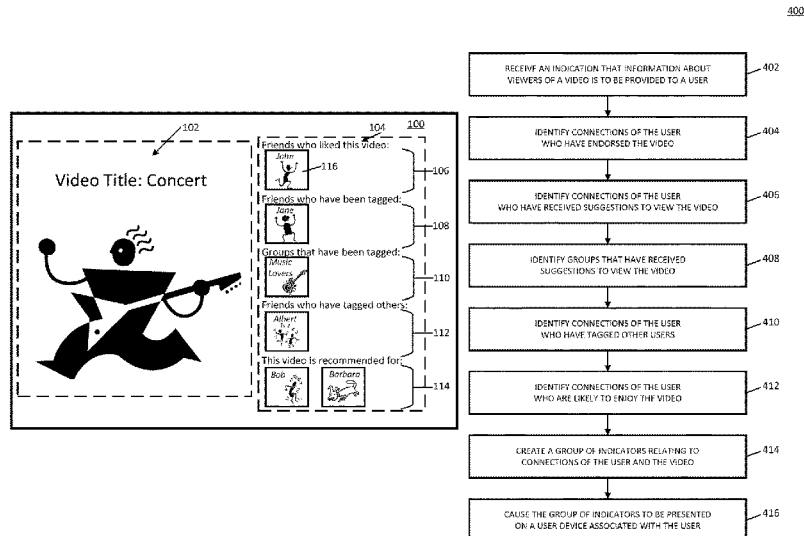 400
102
104
100
Video Title: Concert
Friends who liked this video:
John
116
106
Friends who have been tagged:
Jane
108
Groups that have been tagged:
Music
Lovers
110
Friends who have tagged others:
Albert
112
This video is recommended for:
Bob
Barbara
114
RECEIVE AN INDICATION THAT INFORMATION ABOUT
VIEWERS OF A VIDEO IS TO BE PROVIDED TO A USER
402
IDENTIFY CONNECTIONS OF THE USER
WHO HAVE ENDORSED THE VIDEO
404
IDENTIFY CONNECTIONS OF THE USER
WHO HAVE RECEIVED SUGGESTIONS TO VIEW THE VIDEO
406
IDENTIFY GROUPS THAT HAVE RECEIVED
SUGGESTIONS TO VIEW THE VIDEO
408
IDENTIFY CONNECTIONS OF THE USER
WHO HAVE TAGGED OTHER USERS
410
IDENTIFY CONNECTIONS OF THE USER
WHO ARE LIKELY TO ENJOY THE VIDEO
412
CREATE A GROUP OF INDICATORS RELATING TO
CONNECTIONS OF THE USER AND THE VIDEO
414
CAUSE THE GROUP OF INDICATORS TO BE PRESENTED
ON A USER DEVICE ASSOCIATED WITH THE USER
416